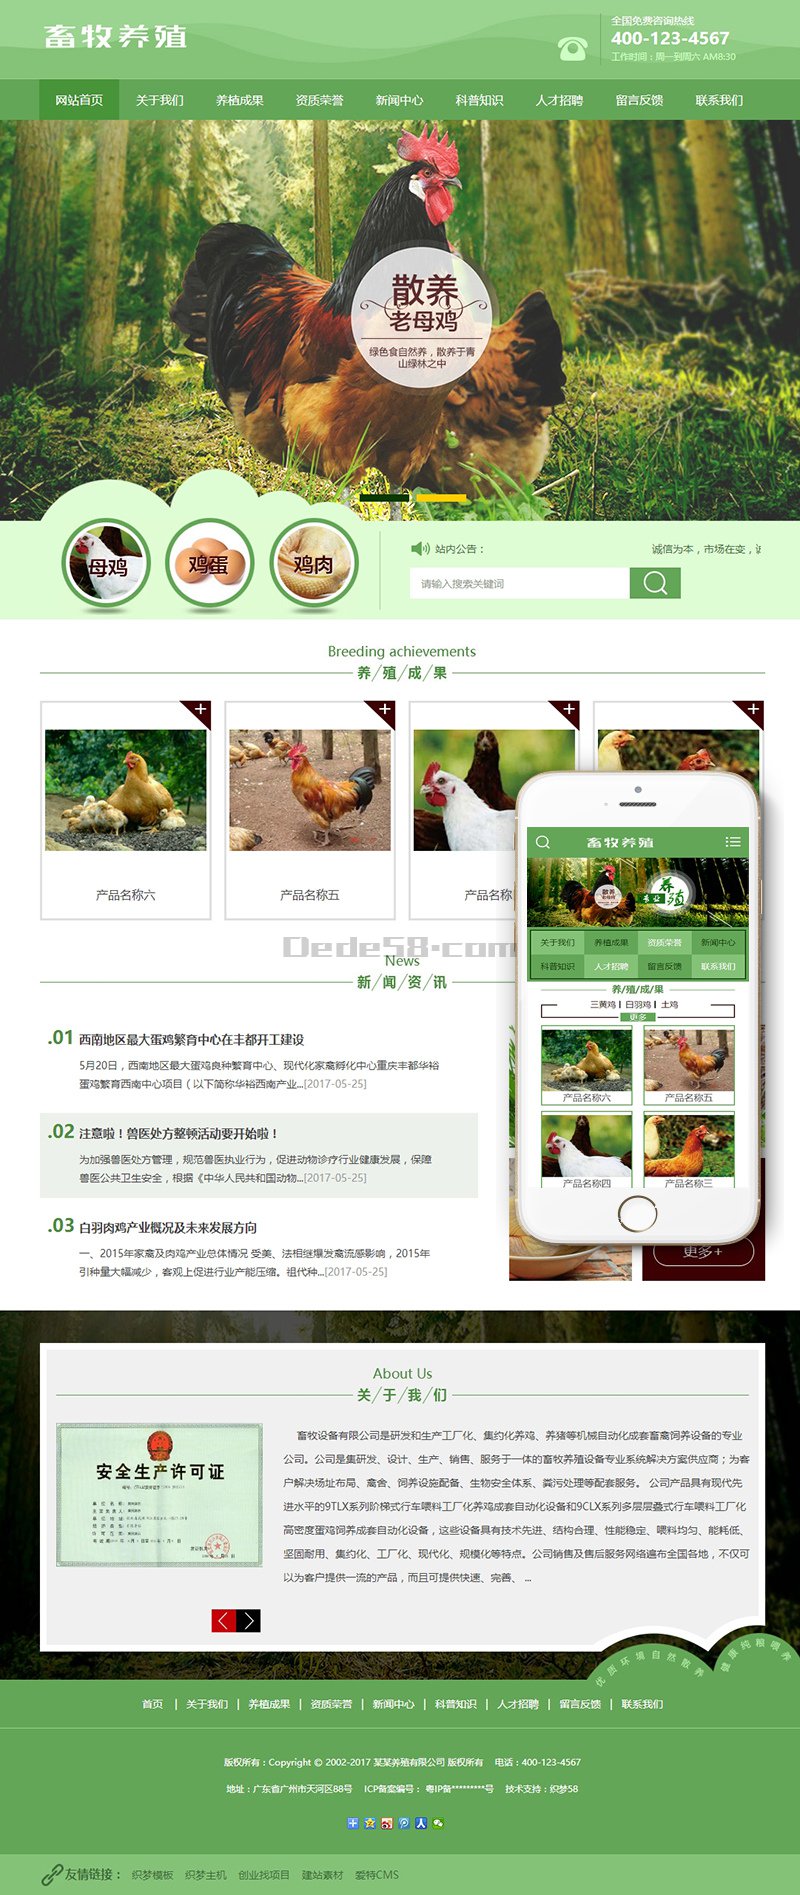 畜牧养殖
全国免费咨询热线
400-123-4567
工作时间：周一到周六 AM8:30
网站首页 关于我们 养植成果 资质荣誉 新闻中心 科普知识 人才招聘 留言反馈 联系我们
散养
老母鸡
绿色食自然养，散养于青
山绿林之中
母鸡 鸡蛋 鸡肉
站内公告：
诚信为本，市场在变，
请输入搜索关键词
Breeding achievements
养/殖/成/果
+ + + +
产品名称六 产品名称五 产品名称
Dede58.com
News
新/闻/资/讯
.01 西南地区最大蛋鸡繁育中心在丰都开工建设
5月20日，西南地区最大蛋鸡良种繁育中心、现代化家禽孵化中心重庆丰都华裕
蛋鸡繁育西南中心项目（以下简称华裕西南产业...[2017-05-25]
.02 注意啦！兽医处方整顿活动要开始啦！
为加强兽医处方管理，规范兽医执业行为，促进动物诊疗行业健康发展，保障
兽医公共卫生安全，根据《中华人民共和国动物...[2017-05-25]
.03 白羽肉鸡产业概况及未来发展方向
一、2015年家禽及肉鸡产业总体情况 受美、法相继爆发禽流感影响，2015年
引种量大幅减少，客观上促进行业产能压缩。祖代种...[2017-05-25]
畜牧养殖
散养
老母鸡
养殖
关于我们 养植成果 资质荣誉 新闻中心
科普知识 人才招聘 留言反馈 联系我们
养/殖/成/果
三黄鸡 | 白羽鸡 | 土鸡
更多
产品名称六 产品名称五
产品名称四 产品名称三
更多+
About Us
关/于/我/们
安全生产许可证
畜牧设备有限公司是研发和生产工厂化、集约化养鸡、养猪等机械自动化成套畜禽饲养设备的专业
公司。公司是集研发、设计、生产、销售、服务于一体的畜牧养殖设备专业系统解决方案供应商；为客
户解决场址布局、禽舍、饲养设施配备、生物安全体系、粪污处理等配套服务。 公司产品具有现代先
进水平的9TLX系列阶梯式行车喂料工厂化养鸡成套自动化设备和9CLX系列多层层叠式行车喂料工厂化
高密度蛋鸡饲养成套自动化设备，这些设备具有技术先进、结构合理、性能稳定、喂料均匀、能耗低、
坚固耐用、集约化、工厂化、现代化、规模化等特点。公司销售及售后服务网络遍布全国各地，不仅可
以为客户提供一流的产品，而且可提供快速、完善、 ...
优质环境自然散养
健康纯粮喂养
首页 | 关于我们 | 养植成果 | 资质荣誉 | 新闻中心 | 科普知识 | 人才招聘 | 留言反馈 | 联系我们
版权所有：Copyright © 2002-2017 某某养殖有限公司 版权所有 电话：400-123-4567
地址：广东省广州市天河区88号 ICP备案编号： 粤IP备*********号 技术支持：织梦58
友情链接： 织梦模板 织梦主机 创业找项目 建站素材 爱特CMS